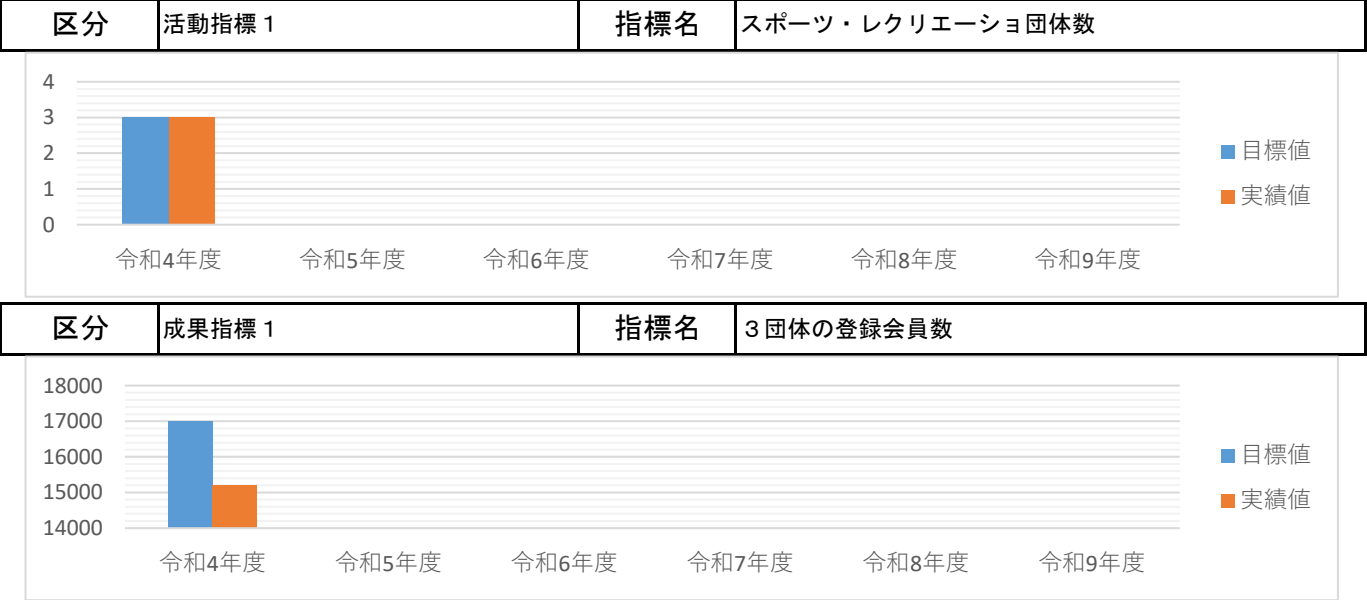 区分 活動指標１ 指標名 スポーツ・レクリエーショ団体数
4
3
2
1
0
令和4年度 令和5年度 令和6年度 令和7年度 令和8年度 令和9年度
目標値
実績値
区分 成果指標１ 指標名 ３団体の登録会員数
18000
17000
16000
15000
14000
令和4年度 令和5年度 令和6年度 令和7年度 令和8年度 令和9年度
目標値
実績値